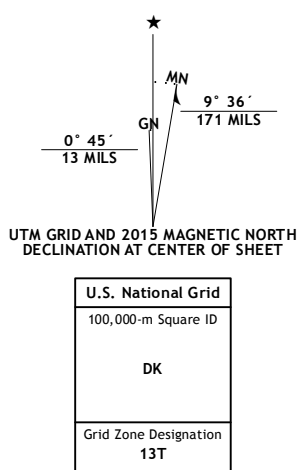 ★
MN
GN
9° 36´
171 MILS
0° 45´
13 MILS
UTM GRID AND 2015 MAGNETIC NORTH
DECLINATION AT CENTER OF SHEET
U.S. National Grid
100,000-m Square ID
DK
Grid Zone Designation
13T